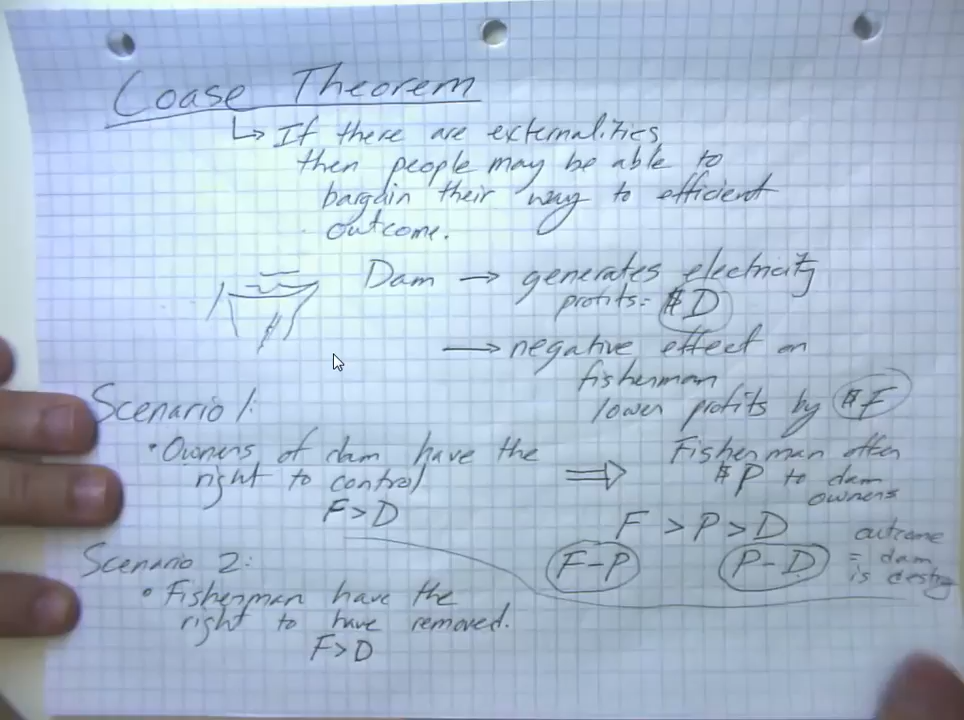 Coase Theorem
↳ If there are externalities,
then people may be able to
bargain their way to efficient
outcome.
Dam → generates electricity
profits = $D
→ negative effect on
fisherman
lower profits by $F
Scenario 1:
• Owners of dam have the
right to control
F>D
⇒ Fisherman offer
$P to dam
owners
F > P > D
F-P P-D
outcome
= dam
is destroy
Scenario 2:
• Fisherman have the
right to have removed.
F>D